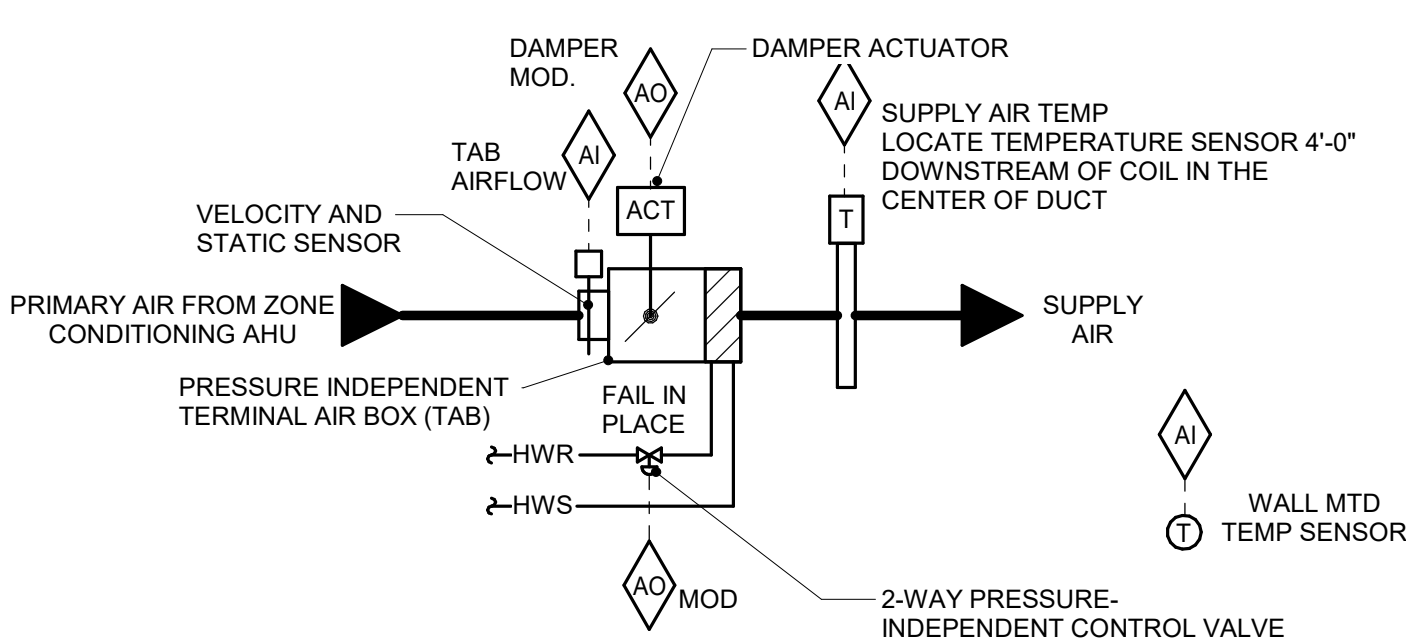 DAMPER
MOD.
AO
DAMPER ACTUATOR
AI
SUPPLY AIR TEMP
LOCATE TEMPERATURE SENSOR 4'-0"
DOWNSTREAM OF COIL IN THE
CENTER OF DUCT
TAB
AIRFLOW
AI
ACT
T
VELOCITY AND
STATIC SENSOR
PRIMARY AIR FROM ZONE
CONDITIONING AHU
SUPPLY
AIR
PRESSURE INDEPENDENT
TERMINAL AIR BOX (TAB)
FAIL IN
PLACE
HWR
HWS
AI
T
WALL MTD
TEMP SENSOR
AO
MOD
2-WAY PRESSURE-
INDEPENDENT CONTROL VALVE